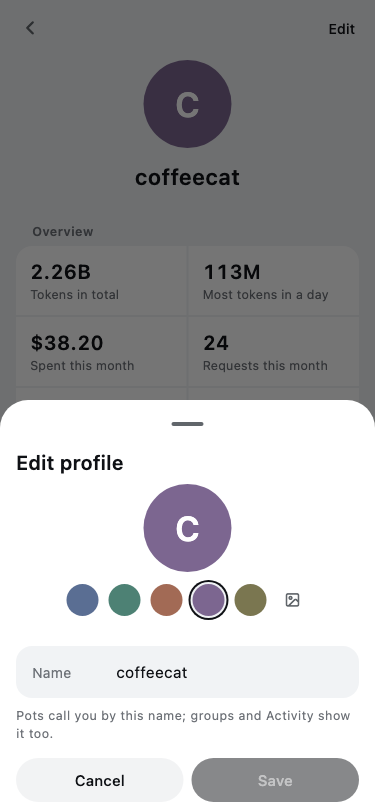 Edit
C
coffeecat
Overview
2.26B
Tokens in total
113M
Most tokens in a day
$38.20
Spent this month
24
Requests this month
Edit profile
C
Name
coffeecat
Pots call you by this name; groups and Activity show
it too.
Cancel
Save